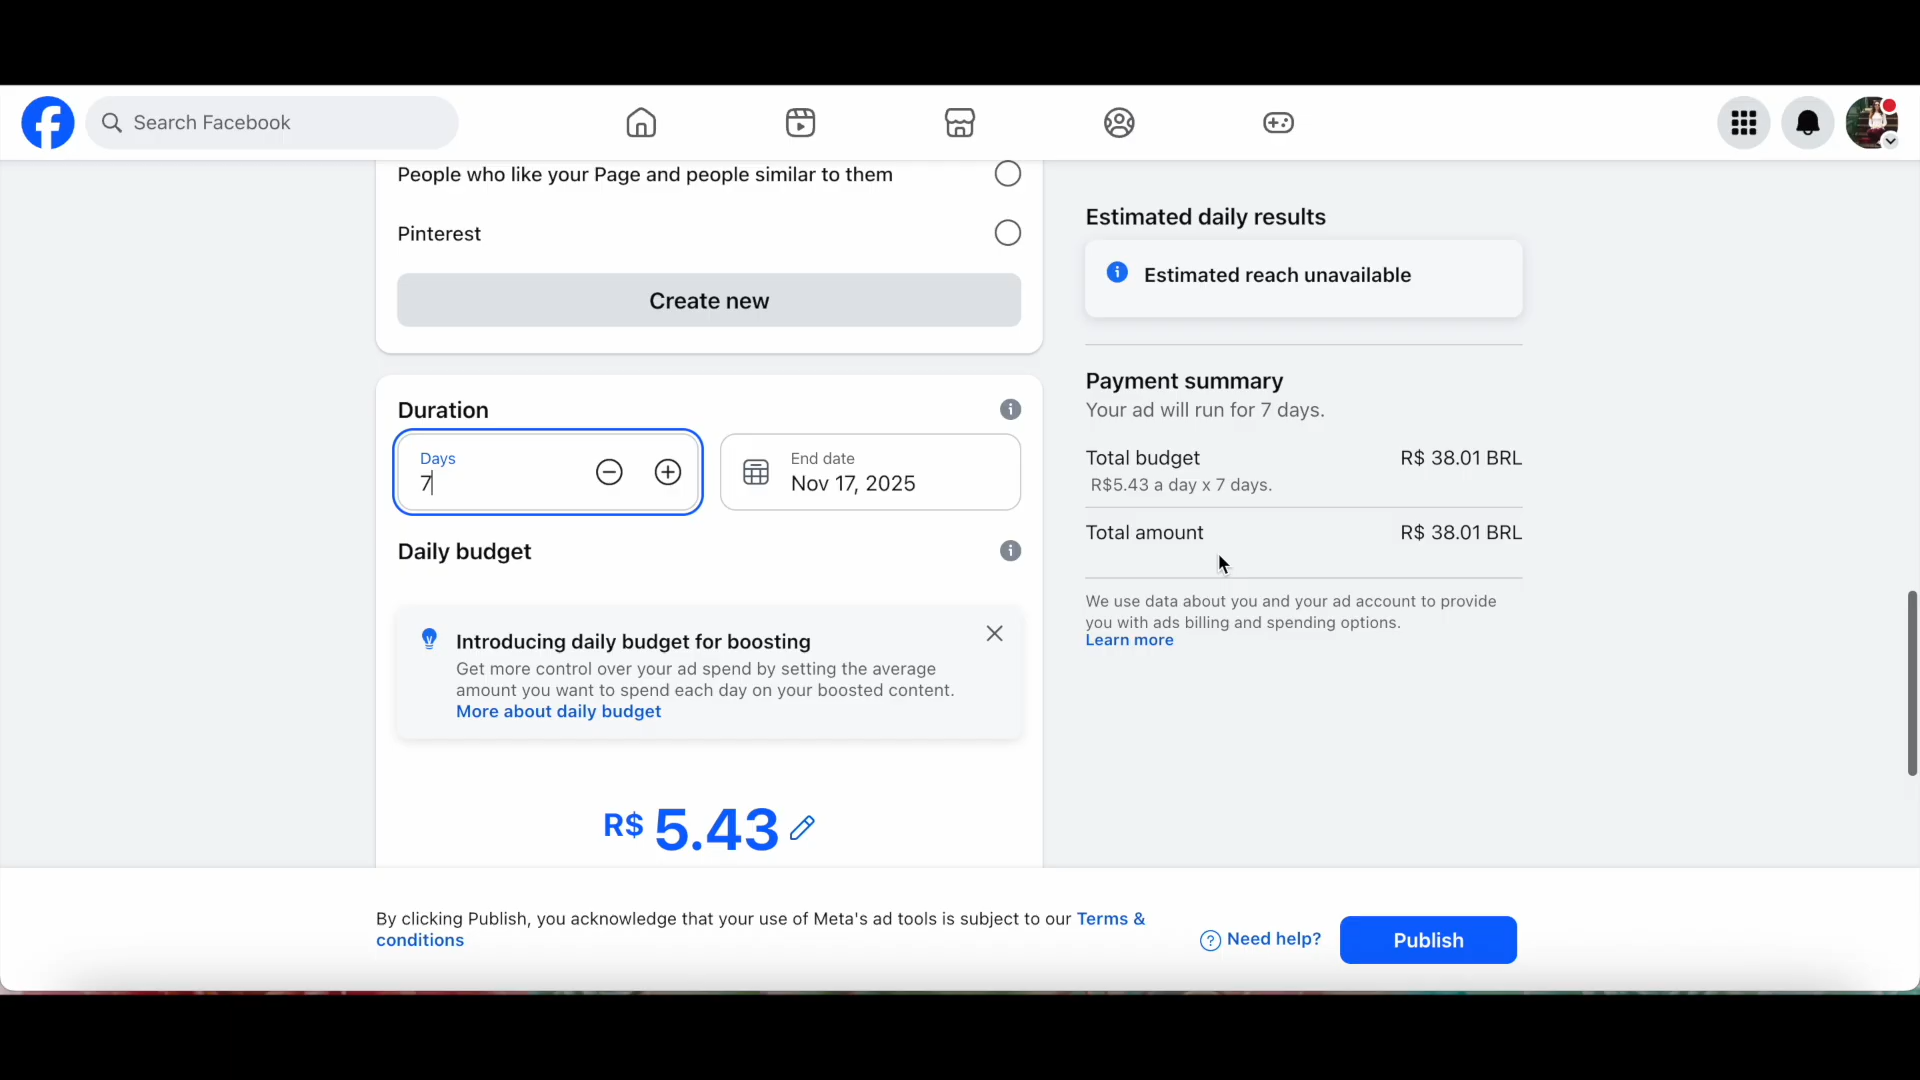 Search Facebook
People who like your Page and people similar to them
Pinterest
Create new
Duration
Days
7
End date
Nov 17, 2025
Daily budget
Introducing daily budget for boosting
Get more control over your ad spend by setting the average
amount you want to spend each day on your boosted content.
More about daily budget
R$ 5.43
Estimated daily results
Estimated reach unavailable
Payment summary
Your ad will run for 7 days.
Total budget R$ 38.01 BRL
R$5.43 a day x 7 days.
Total amount R$ 38.01 BRL
We use data about you and your ad account to provide
you with ads billing and spending options.
Learn more
By clicking Publish, you acknowledge that your use of Meta's ad tools is subject to our Terms &
conditions
Need help?
Publish